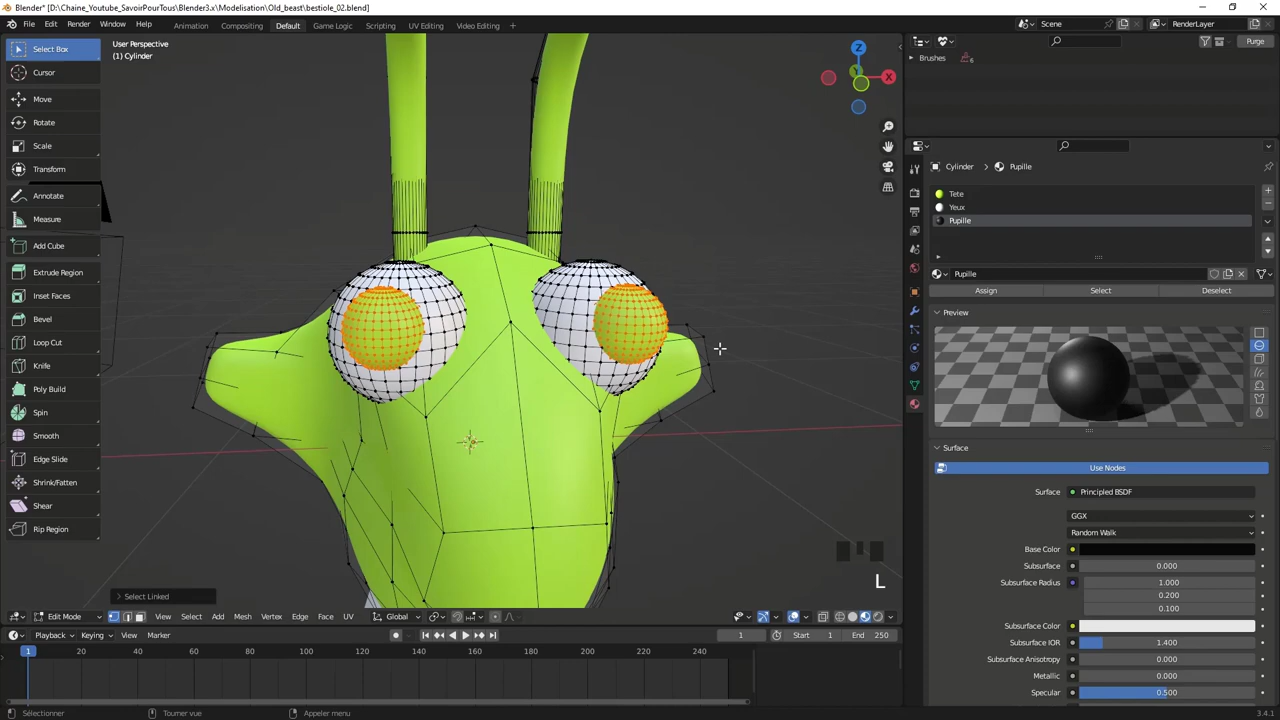 Blender* [D:\Chaine_Youtube_SavoirPourTous\Blender3.x\Modelisation\Old_beast\bestiole_02.blend]
File Edit Render Window Help Animation Compositing Default Game Logic Scripting UV Editing Video Editing Scene RenderLayer
Select Box
Cursor
Move
Rotate
Scale
Transform
Annotate
Measure
Add Cube
Extrude Region
Inset Faces
Bevel
Loop Cut
Knife
Poly Build
Spin
Smooth
Edge Slide
Shrink/Fatten
Shear
Rip Region
User Perspective
(1) Cylinder
Z
X
L
Select Linked
Edit Mode View Select Add Mesh Vertex Edge Face UV Global
Purge
Brushes 6
Cylinder Pupille
Tete
Yeux
Pupille
Pupille
Assign Select Deselect
Preview
Surface
Use Nodes
Surface Principled BSDF
GGX
Random Walk
Base Color
Subsurface 0.000
Subsurface Radius 1.000
0.200
0.100
Subsurface Color
Subsurface IOR 1.400
Subsurface Anisotropy 0.000
Metallic 0.000
Specular 0.500
Playback Keying View Marker 1 Start 1 End 250
1 20 40 60 80 100 120 140 160 180 200 220 240
Sélectionner Tourner vue Appeler menu 3.4.1